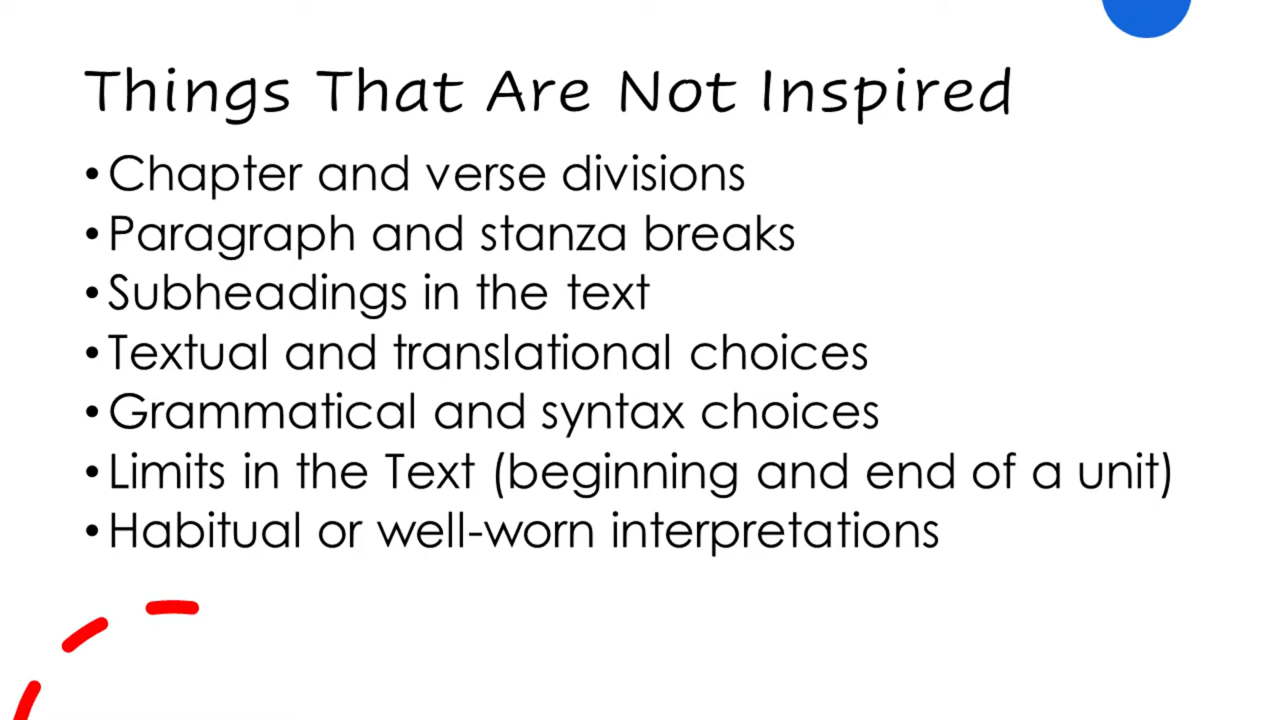 Things That Are Not Inspired
• Chapter and verse divisions
• Paragraph and stanza breaks
• Subheadings in the text
• Textual and translational choices
• Grammatical and syntax choices
• Limits in the Text (beginning and end of a unit)
• Habitual or well-worn interpretations